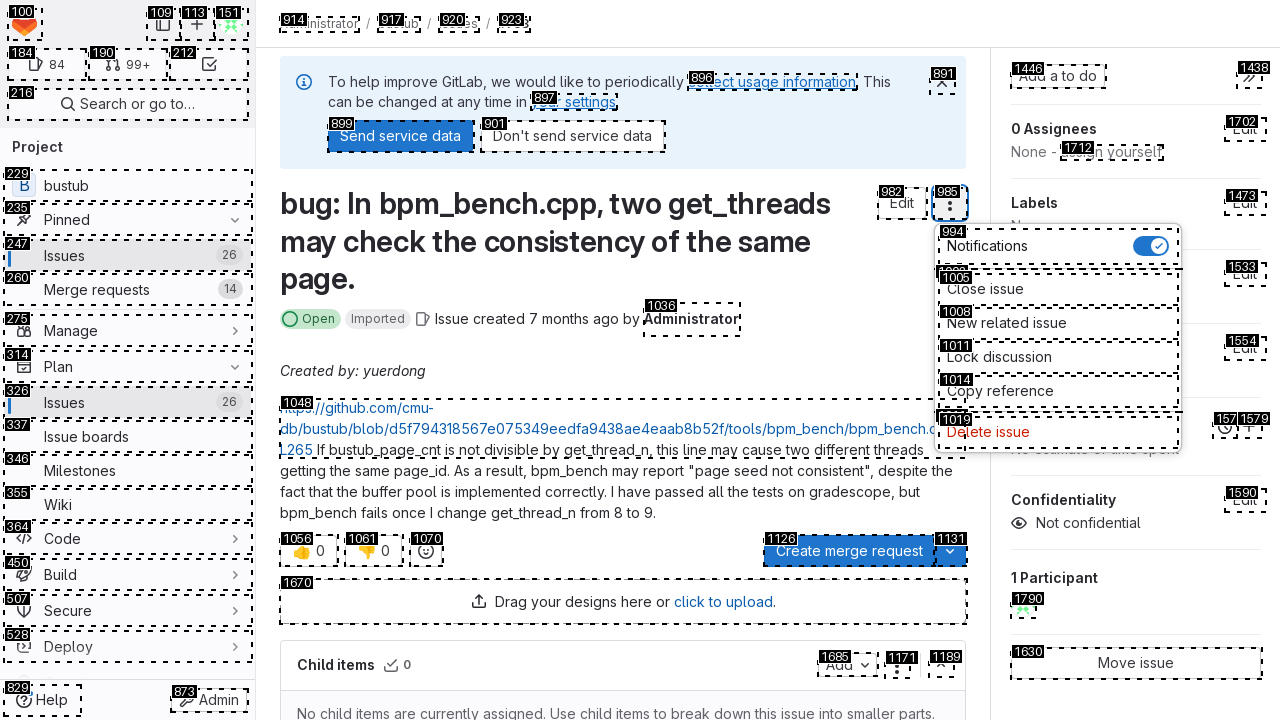 100
109
113
151
184
84
190
99+
212
216
Search or go to…
Project
229
B
bustub
235
Pinned
247
Issues
26
260
Merge requests
14
275
Manage
314
Plan
326
Issues
26
337
Issue boards
346
Milestones
355
Wiki
364
Code
450
Build
507
Secure
528
Deploy
829
Help
873
Admin
914
917
920
923
/ / /
To help improve GitLab, we would like to periodically 896 collect usage information. This
can be changed at any time in 897 your settings.
891
899
Send service data
901
Don't send service data
bug: In bpm_bench.cpp, two get_threads
may check the consistency of the same
page.
982
Edit
985
Open
Imported
Issue created 7 months ago by
1036
Administrator
994
Notifications
1005
Close issue
1008
New related issue
1011
Lock discussion
1014
Copy reference
1019
Delete issue
Created by: yuerdong
1048
https://github.com/cmu-
db/bustub/blob/d5f794318567e075349eedfa9438ae4eaab8b52f/tools/bpm_bench/bpm_bench.c
L265 If bustub_page_cnt is not divisible by get_thread_n, this line may cause two different threads
getting the same page_id. As a result, bpm_bench may report "page seed not consistent", despite the
fact that the buffer pool is implemented correctly. I have passed all the tests on gradescope, but
bpm_bench fails once I change get_thread_n from 8 to 9.
1056
👍 0
1061
👎 0
1070
1126
Create merge request
1131
1670
Drag your designs here or click to upload.
Child items
0
1685
Add
1171
1189
No child items are currently assigned. Use child items to break down this issue into smaller parts.
1446
Add a to do
1438
0 Assignees
1702
Edit
None -
1712
assign yourself
Labels
1473
Edit
1533
Edit
1554
Edit
157
1579
No estimate or time spent
Confidentiality
1590
Edit
Not confidential
1 Participant
1790
1630
Move issue